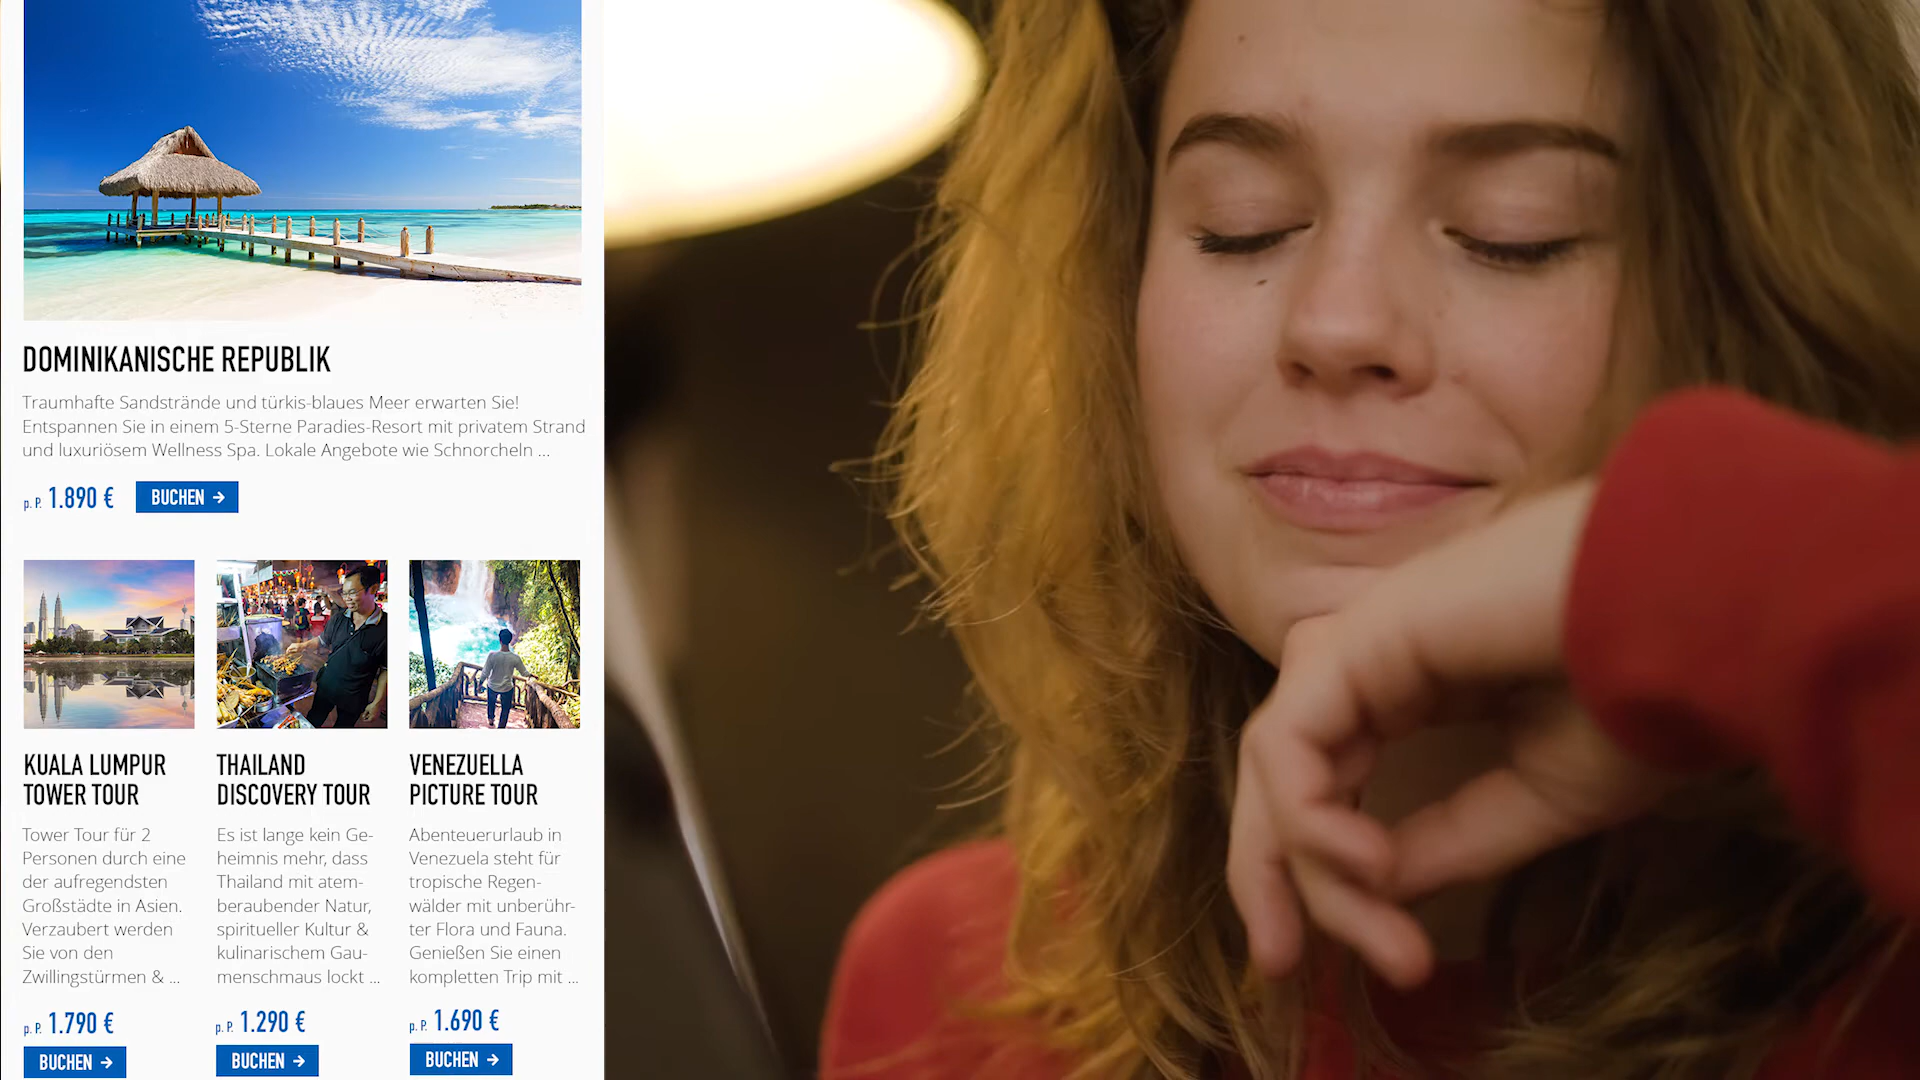 DOMINIKANISCHE REPUBLIK
Traumhafte Sandstrände und türkis-blaues Meer erwarten Sie!
Entspannen Sie in einem 5-Sterne Paradies-Resort mit privatem Strand
und luxuriösem Wellness Spa. Lokale Angebote wie Schnorcheln ...
p. P. 1.890 €
BUCHEN →
KUALA LUMPUR
TOWER TOUR
Tower Tour für 2
Personen durch eine
der aufregendsten
Großstädte in Asien.
Verzaubert werden
Sie von den
Zwillingstürmen & ...
p. P. 1.790 €
BUCHEN →
THAILAND
DISCOVERY TOUR
Es ist lange kein Ge-
heimnis mehr, dass
Thailand mit atem-
beraubender Natur,
spiritueller Kultur &
kulinarischem Gau-
menschmaus lockt ...
p. P. 1.290 €
BUCHEN →
VENEZUELLA
PICTURE TOUR
Abenteuerurlaub in
Venezuela steht für
tropische Regen-
wälder mit unberühr-
ter Flora und Fauna.
Genießen Sie einen
kompletten Trip mit ...
p. P. 1.690 €
BUCHEN →